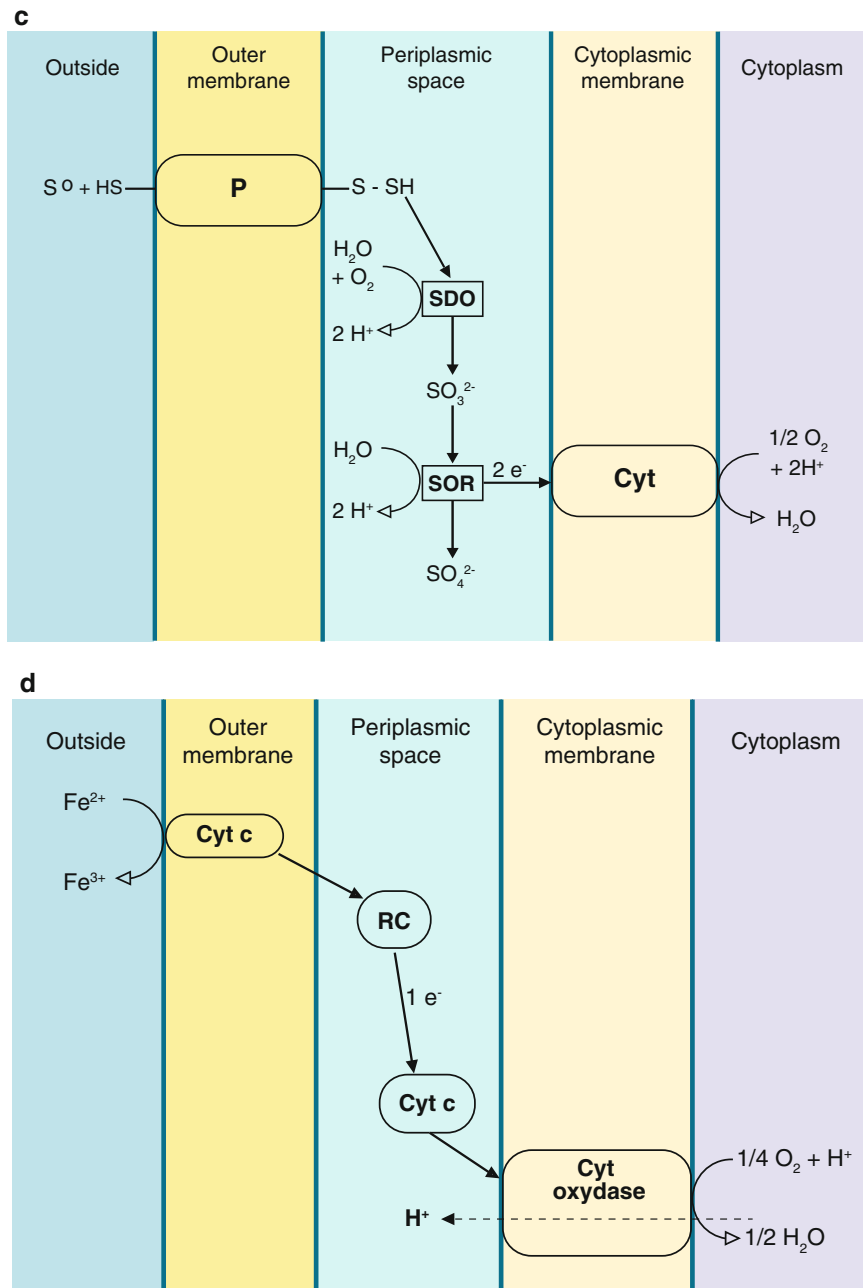 c
Outside
Outer
membrane
Periplasmic
space
Cytoplasmic
membrane
Cytoplasm
S⁰ + HS
P
S - SH
H₂O
+ O₂
2 H⁺
SDO
SO₃²⁻
H₂O
2 H⁺
SOR
2 e⁻
Cyt
1/2 O₂
+ 2H⁺
H₂O
SO₄²⁻
d
Outside
Outer
membrane
Periplasmic
space
Cytoplasmic
membrane
Cytoplasm
Fe²⁺
Fe³⁺
Cyt c
RC
1 e⁻
Cyt c
Cyt
oxydase
1/4 O₂ + H⁺
H⁺
1/2 H₂O